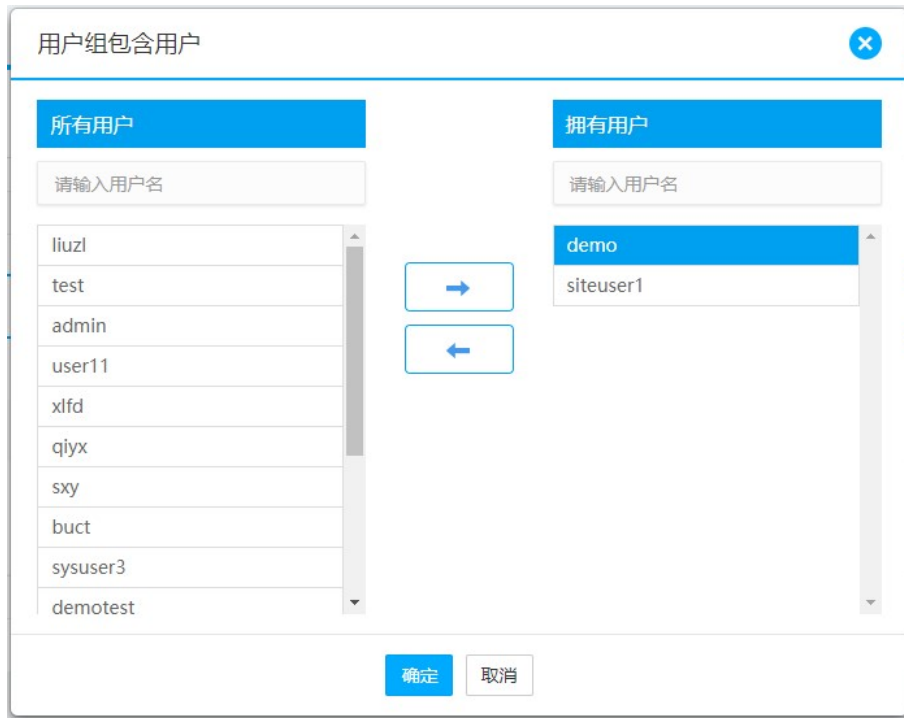 用户组包含用户
所有用户
请输入用户名
liuzl
test
admin
user11
xlfd
qiyx
sxy
buct
sysuser3
demotest
拥有用户
请输入用户名
demo
siteuser1
确定
取消